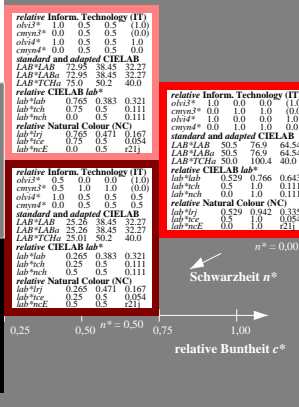 relative Inform. Technology (IT)
olvi3* 1.0 0.5 0.5 (1.0)
cmyn3* 0.0 0.5 0.5 (0.0)
olvi4* 1.0 0.5 0.5 1.0
cmyn4* 0.0 0.5 0.5 0.0
standard and adapted CIELAB
LAB*LAB 72.95 38.45 32.27
LAB*LABa 72.95 38.45 32.27
LAB*TCHa 75.0 50.2 40.0
relative CIELAB lab*
lab*lab 0.765 0.383 0.321
lab*tch 0.75 0.5 0.111
lab*nch 0.0 0.5 0.111
relative Natural Colour (NC)
lab*lrj 0.765 0.471 0.167
lab*tce 0.75 0.5 0.054
lab*ncE 0.0 0.5 r21j
relative Inform. Technology (IT)
olvi3* 0.5 0.0 0.0 (1.0)
cmyn3* 0.5 1.0 1.0 (0.0)
olvi4* 1.0 0.5 0.5 0.5
cmyn4* 0.0 0.5 0.5 0.5
standard and adapted CIELAB
LAB*LAB 25.26 38.45 32.27
LAB*LABa 25.26 38.45 32.27
LAB*TCHa 25.01 50.2 40.0
relative CIELAB lab*
lab*lab 0.265 0.383 0.321
lab*tch 0.25 0.5 0.111
lab*nch 0.5 0.5 0.111
relative Natural Colour (NC)
lab*lrj 0.265 0.471 0.167
lab*tce 0.25 0.5 0.054
lab*ncE 0.5 0.5 r21j
relative Inform. Technology (IT)
olvi3* 1.0 0.0 0.0 (1.0
cmyn3* 0.0 1.0 1.0 (0.0
olvi4* 1.0 0.0 0.0 1.0
cmyn4* 0.0 1.0 1.0 0.0
standard and adapted CIELAB
LAB*LAB 50.5 76.9 64.54
LAB*LABa 50.5 76.9 64.54
LAB*TCHa 50.0 100.4 40.0
relative CIELAB lab*
lab*lab 0.529 0.766 0.643
lab*tch 0.5 1.0 0.111
lab*nch 0.0 1.0 0.111
relative Natural Colour (NC)
lab*lrj 0.529 0.942 0.335
lab*tce 0.5 1.0 0.054
lab*ncE 0.0 1.0 r21j
n* = 0,00
Schwarzheit n*
n* = 0,50
0,25 0,50 0,75 1,00
relative Buntheit c*